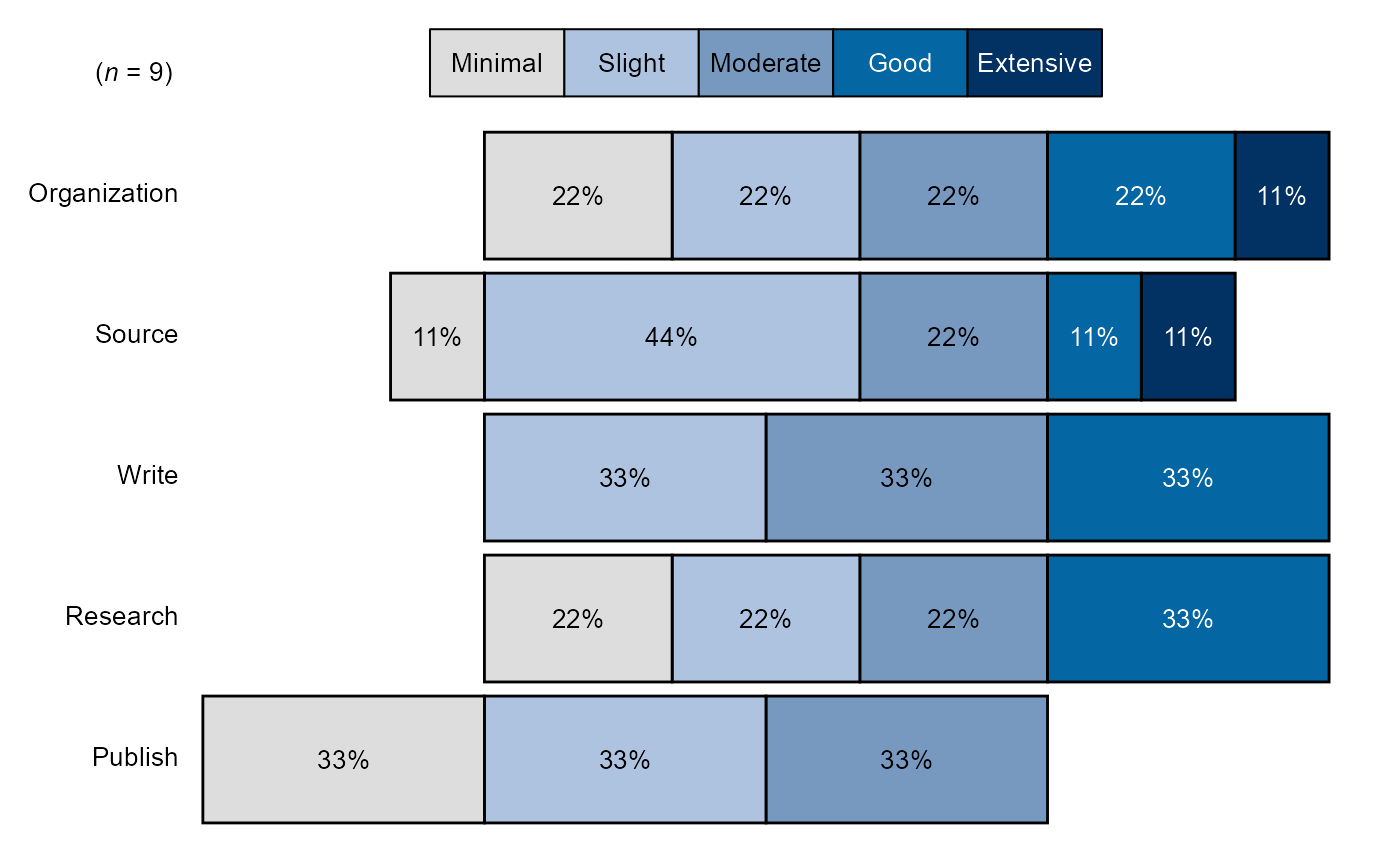 (n = 9) Minimal Slight Moderate Good Extensive
Organization 22% 22% 22% 22% 11%
Source 11% 44% 22% 11% 11%
Write 33% 33% 33%
Research 22% 22% 22% 33%
Publish 33% 33% 33%